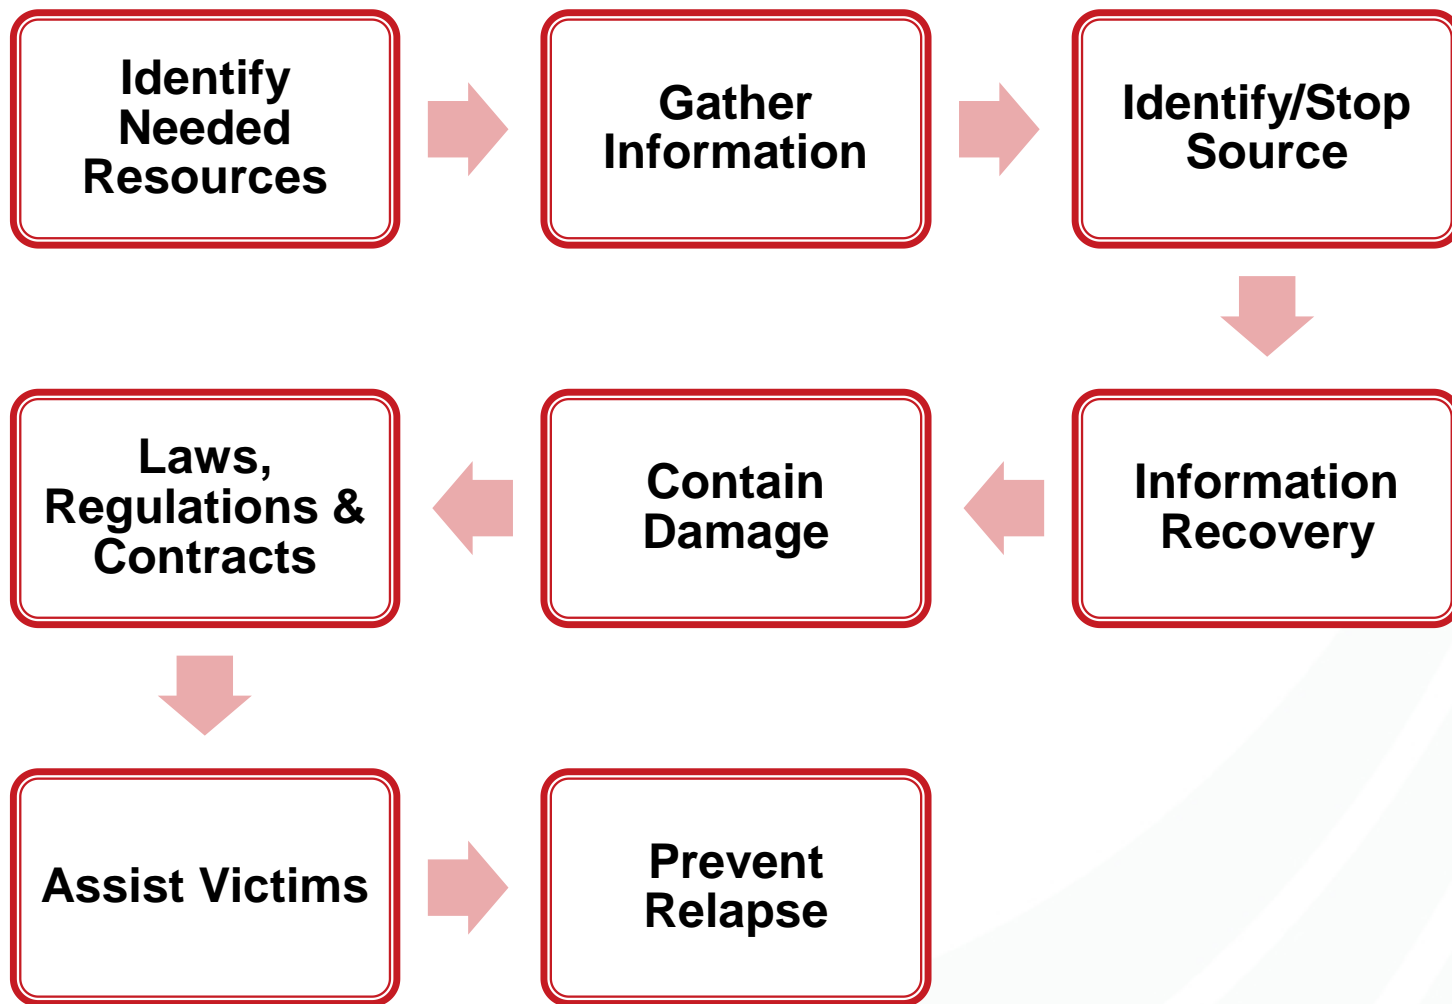 Identify
Needed
Resources
Gather
Information
Identify/Stop
Source
Information
Recovery
Contain
Damage
Laws,
Regulations &
Contracts
Assist Victims
Prevent
Relapse